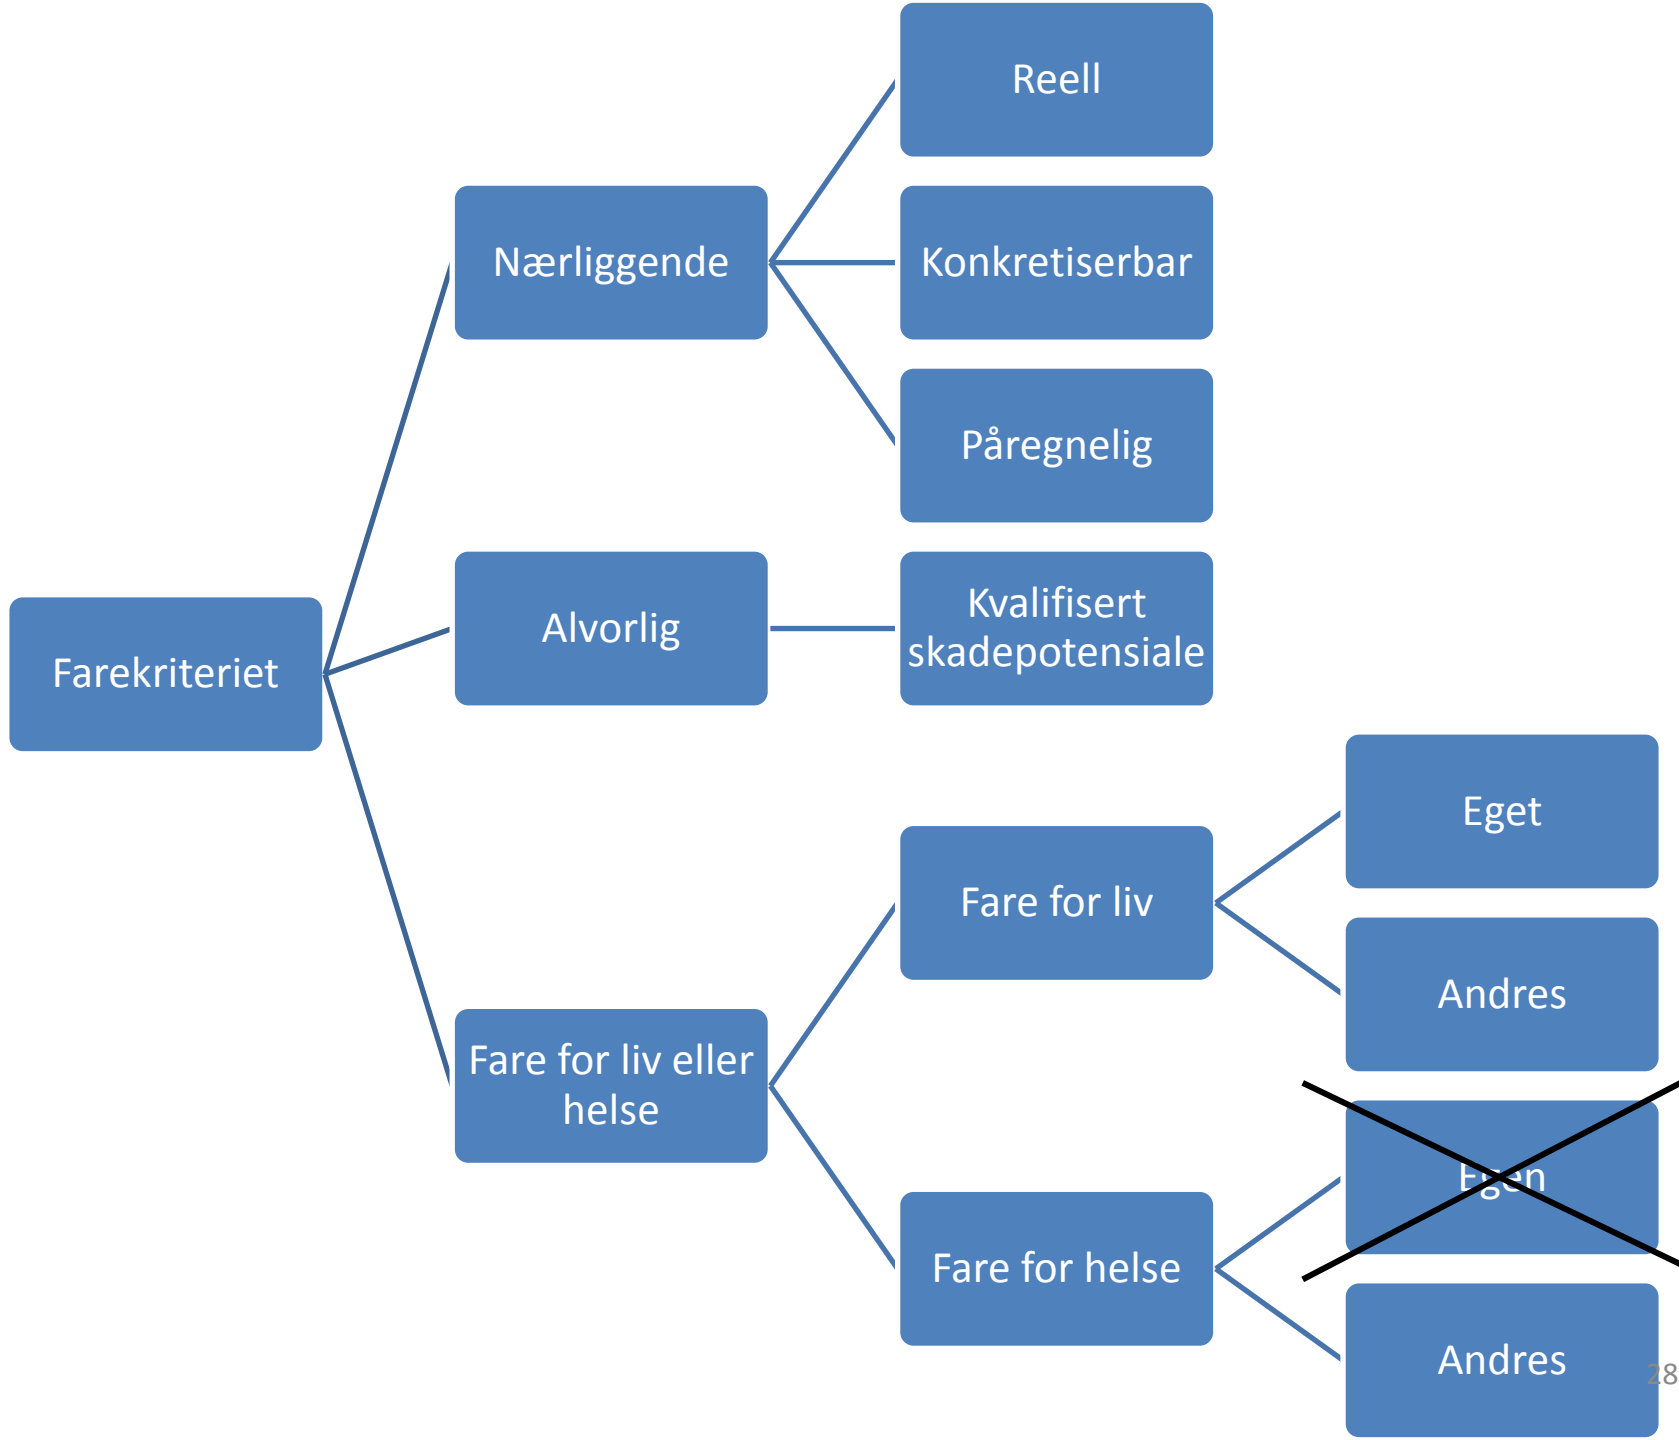 Reell
Nærliggende
Konkretiserbar
Påregnelig
Alvorlig
Kvalifisert
skadepotensiale
Farekriteriet
Eget
Fare for liv
Andres
Fare for liv eller
helse
Egen
Fare for helse
Andres
28